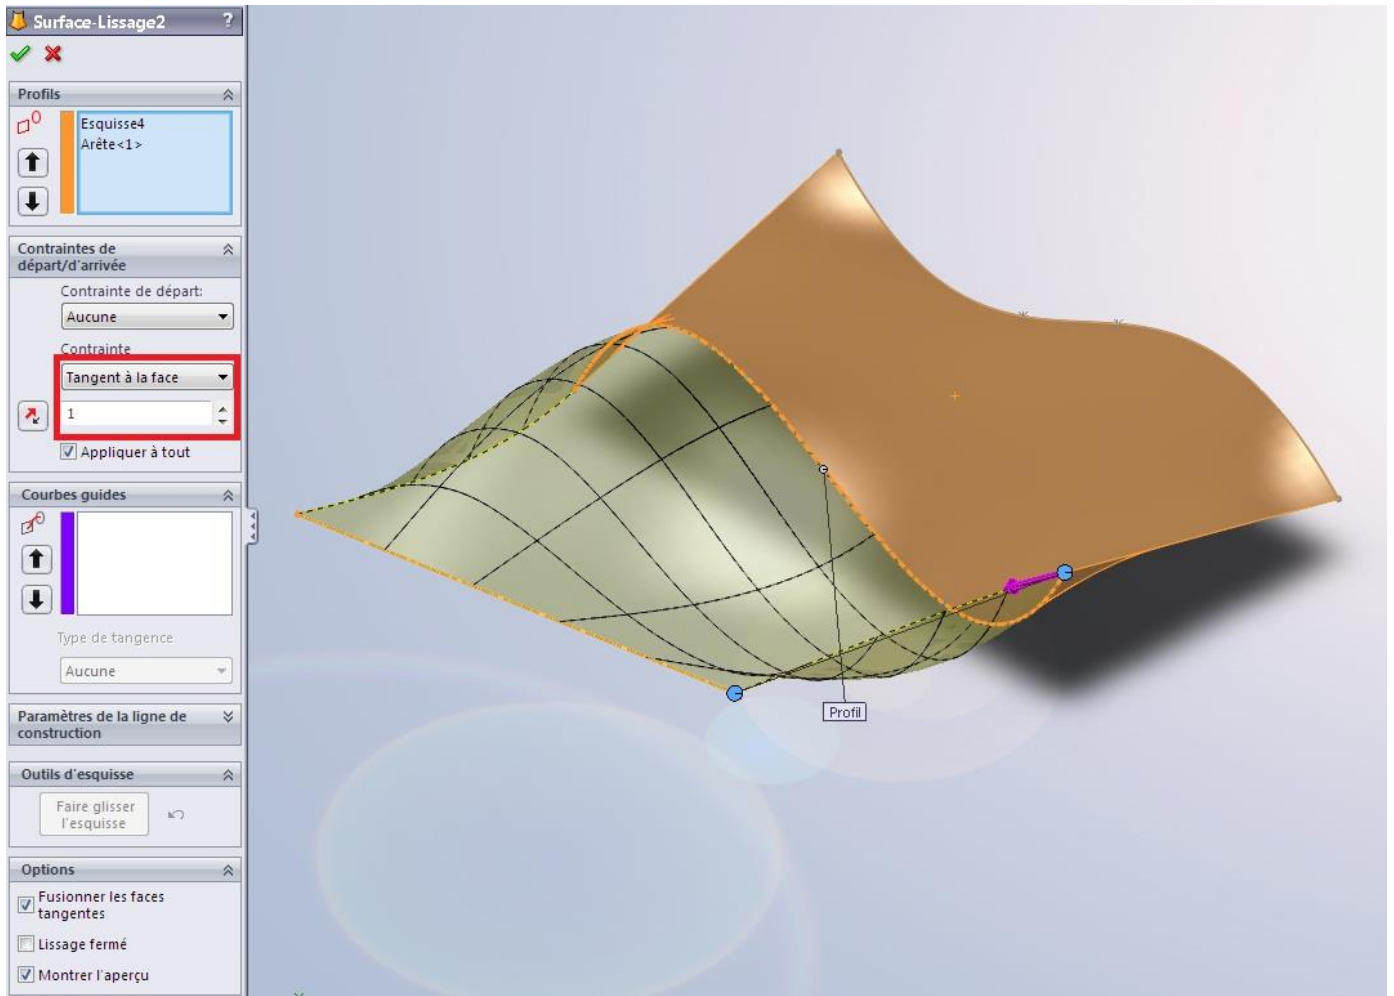 Surface-Lissage2 ?
Profils
Esquisse4
Arête<1>
Contraintes de
départ/d'arrivée
Contrainte de départ:
Aucune
Contrainte
Tangent à la face
1
Appliquer à tout
Courbes guides
Type de tangence
Aucune
Profil
Paramètres de la ligne de
construction
Outils d'esquisse
Faire glisser
l'esquisse
Options
Fusionner les faces
tangentes
Lissage fermé
Montrer l'aperçu